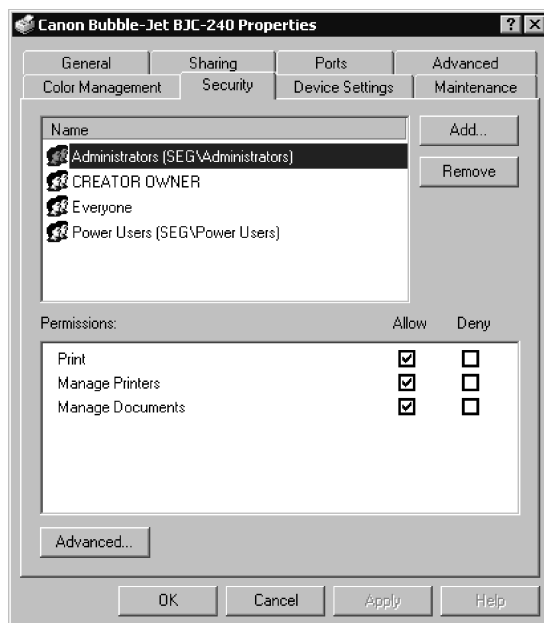 Canon Bubble-Jet BJC-240 Properties
General Sharing Ports Advanced
Color Management Security Device Settings Maintenance
Name
Add...
Administrators (SEG\Administrators)
Remove
CREATOR OWNER
Everyone
Power Users (SEG\Power Users)
Permissions: Allow Deny
Print
Manage Printers
Manage Documents
Advanced...
OK Cancel Apply Help